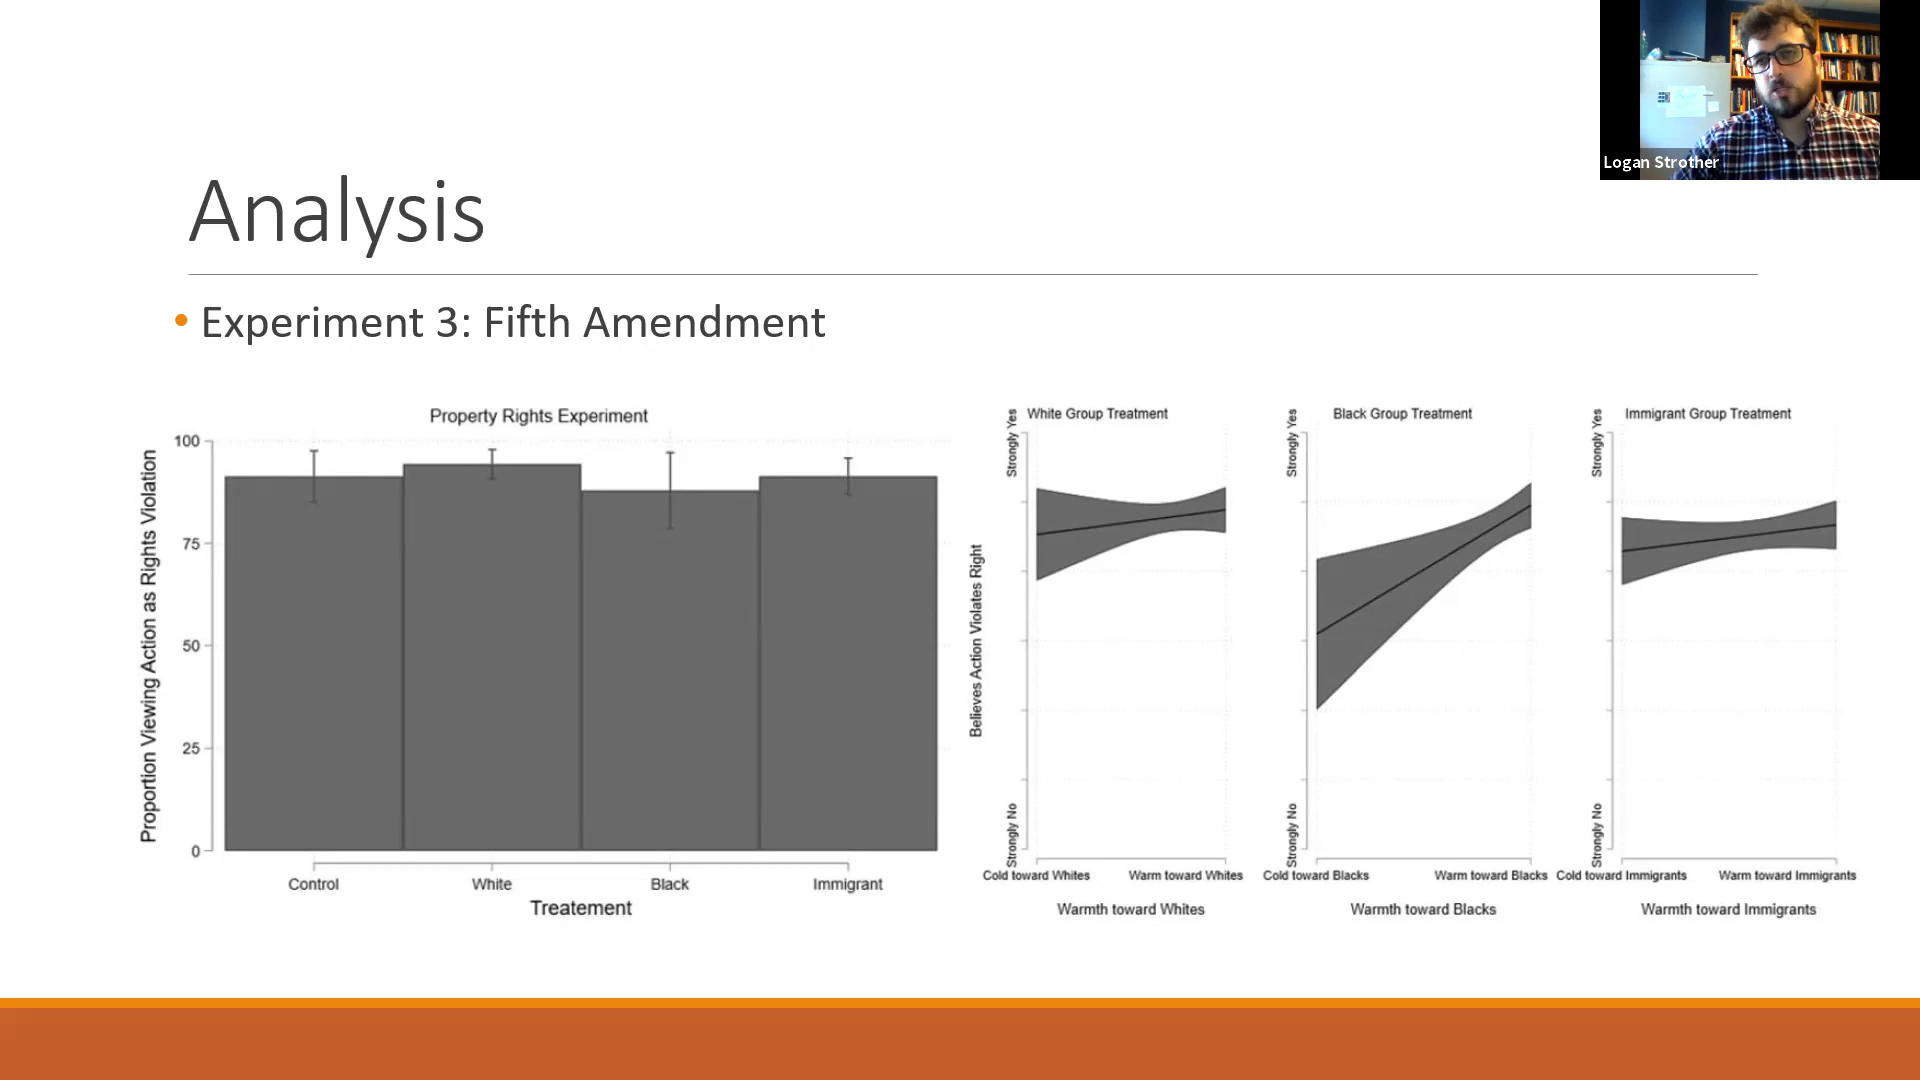 Logan Strother
Analysis
• Experiment 3: Fifth Amendment
Property Rights Experiment
Proportion Viewing Action as Rights Violation
100
75
50
25
0
Control
White
Black
Immigrant
Treatement
Believes Action Violates Right
White Group Treatment
Strongly Yes
Strongly No
Cold toward Whites
Warm toward Whites
Warmth toward Whites
Black Group Treatment
Strongly Yes
Strongly No
Cold toward Blacks
Warm toward Blacks
Warmth toward Blacks
Immigrant Group Treatment
Strongly Yes
Strongly No
Cold toward Immigrants
Warm toward Immigrants
Warmth toward Immigrants